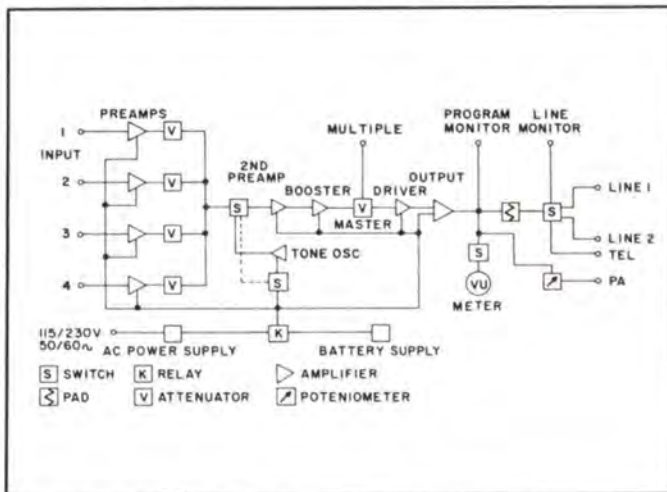 PREAMPS
1
V
INPUT
2
V
3
V
4
V
2ND
PREAMP
S
BOOSTER
MULTIPLE
V
MASTER
DRIVER
OUTPUT
PROGRAM
MONITOR
LINE
MONITOR
S
LINE 1
LINE 2
TEL
PA
TONE OSC
S
S
VU
METER
115/230V
50/60~
AC POWER SUPPLY
K
BATTERY SUPPLY
S SWITCH
K RELAY
AMPLIFIER
PAD
V ATTENUATOR
POTENIOMETER